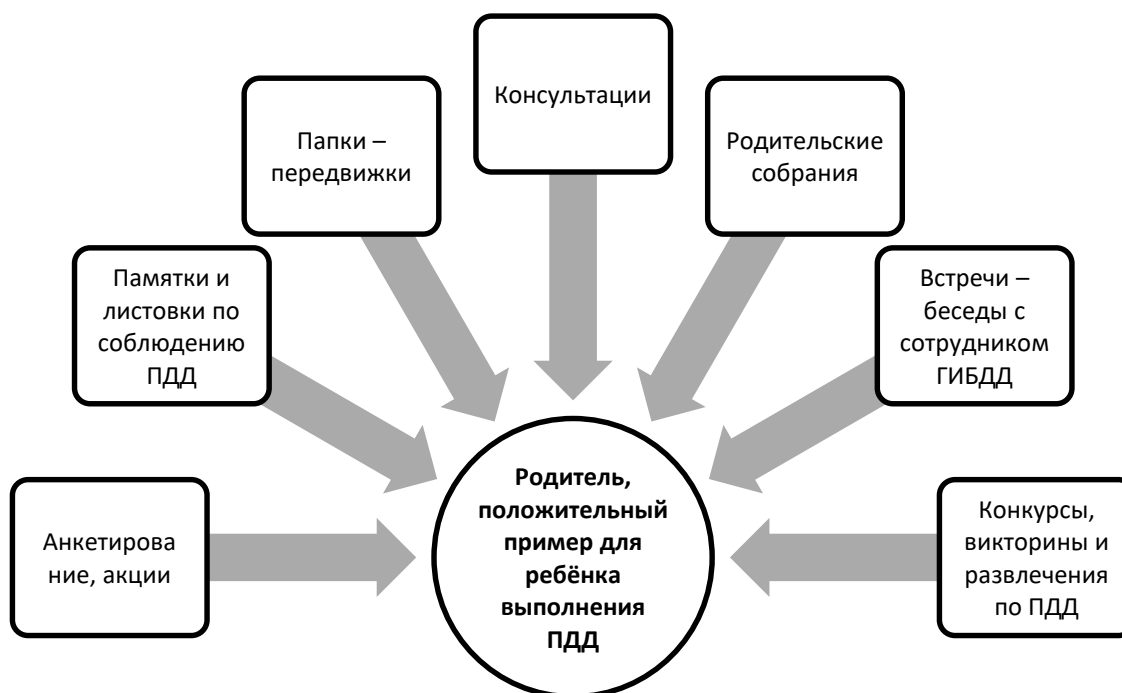 Консультации
Папки –
передвижки
Родительские
собрания
Памятки и
листовки по
соблюдению
ПДД
Встречи –
беседы с
сотрудником
ГИБДД
Анкетирова
ние, акции
Родитель,
положительный
пример для
ребёнка
выполнения
ПДД
Конкурсы,
викторины и
развлечения
по ПДД